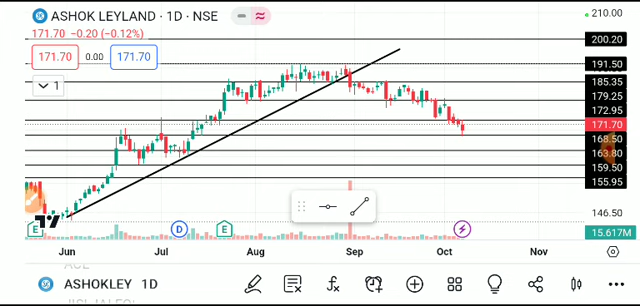 ASHOK LEYLAND · 1D · NSE
171.70 −0.20 (−0.12%)
171.70 0.00 171.70
1
210.00
200.20
191.50
185.35
179.25
172.95
171.70
168.50
163.80
159.50
155.95
146.50
15.617M
E D E
Jun Jul Aug Sep Oct Nov
ASHOKLEY 1D